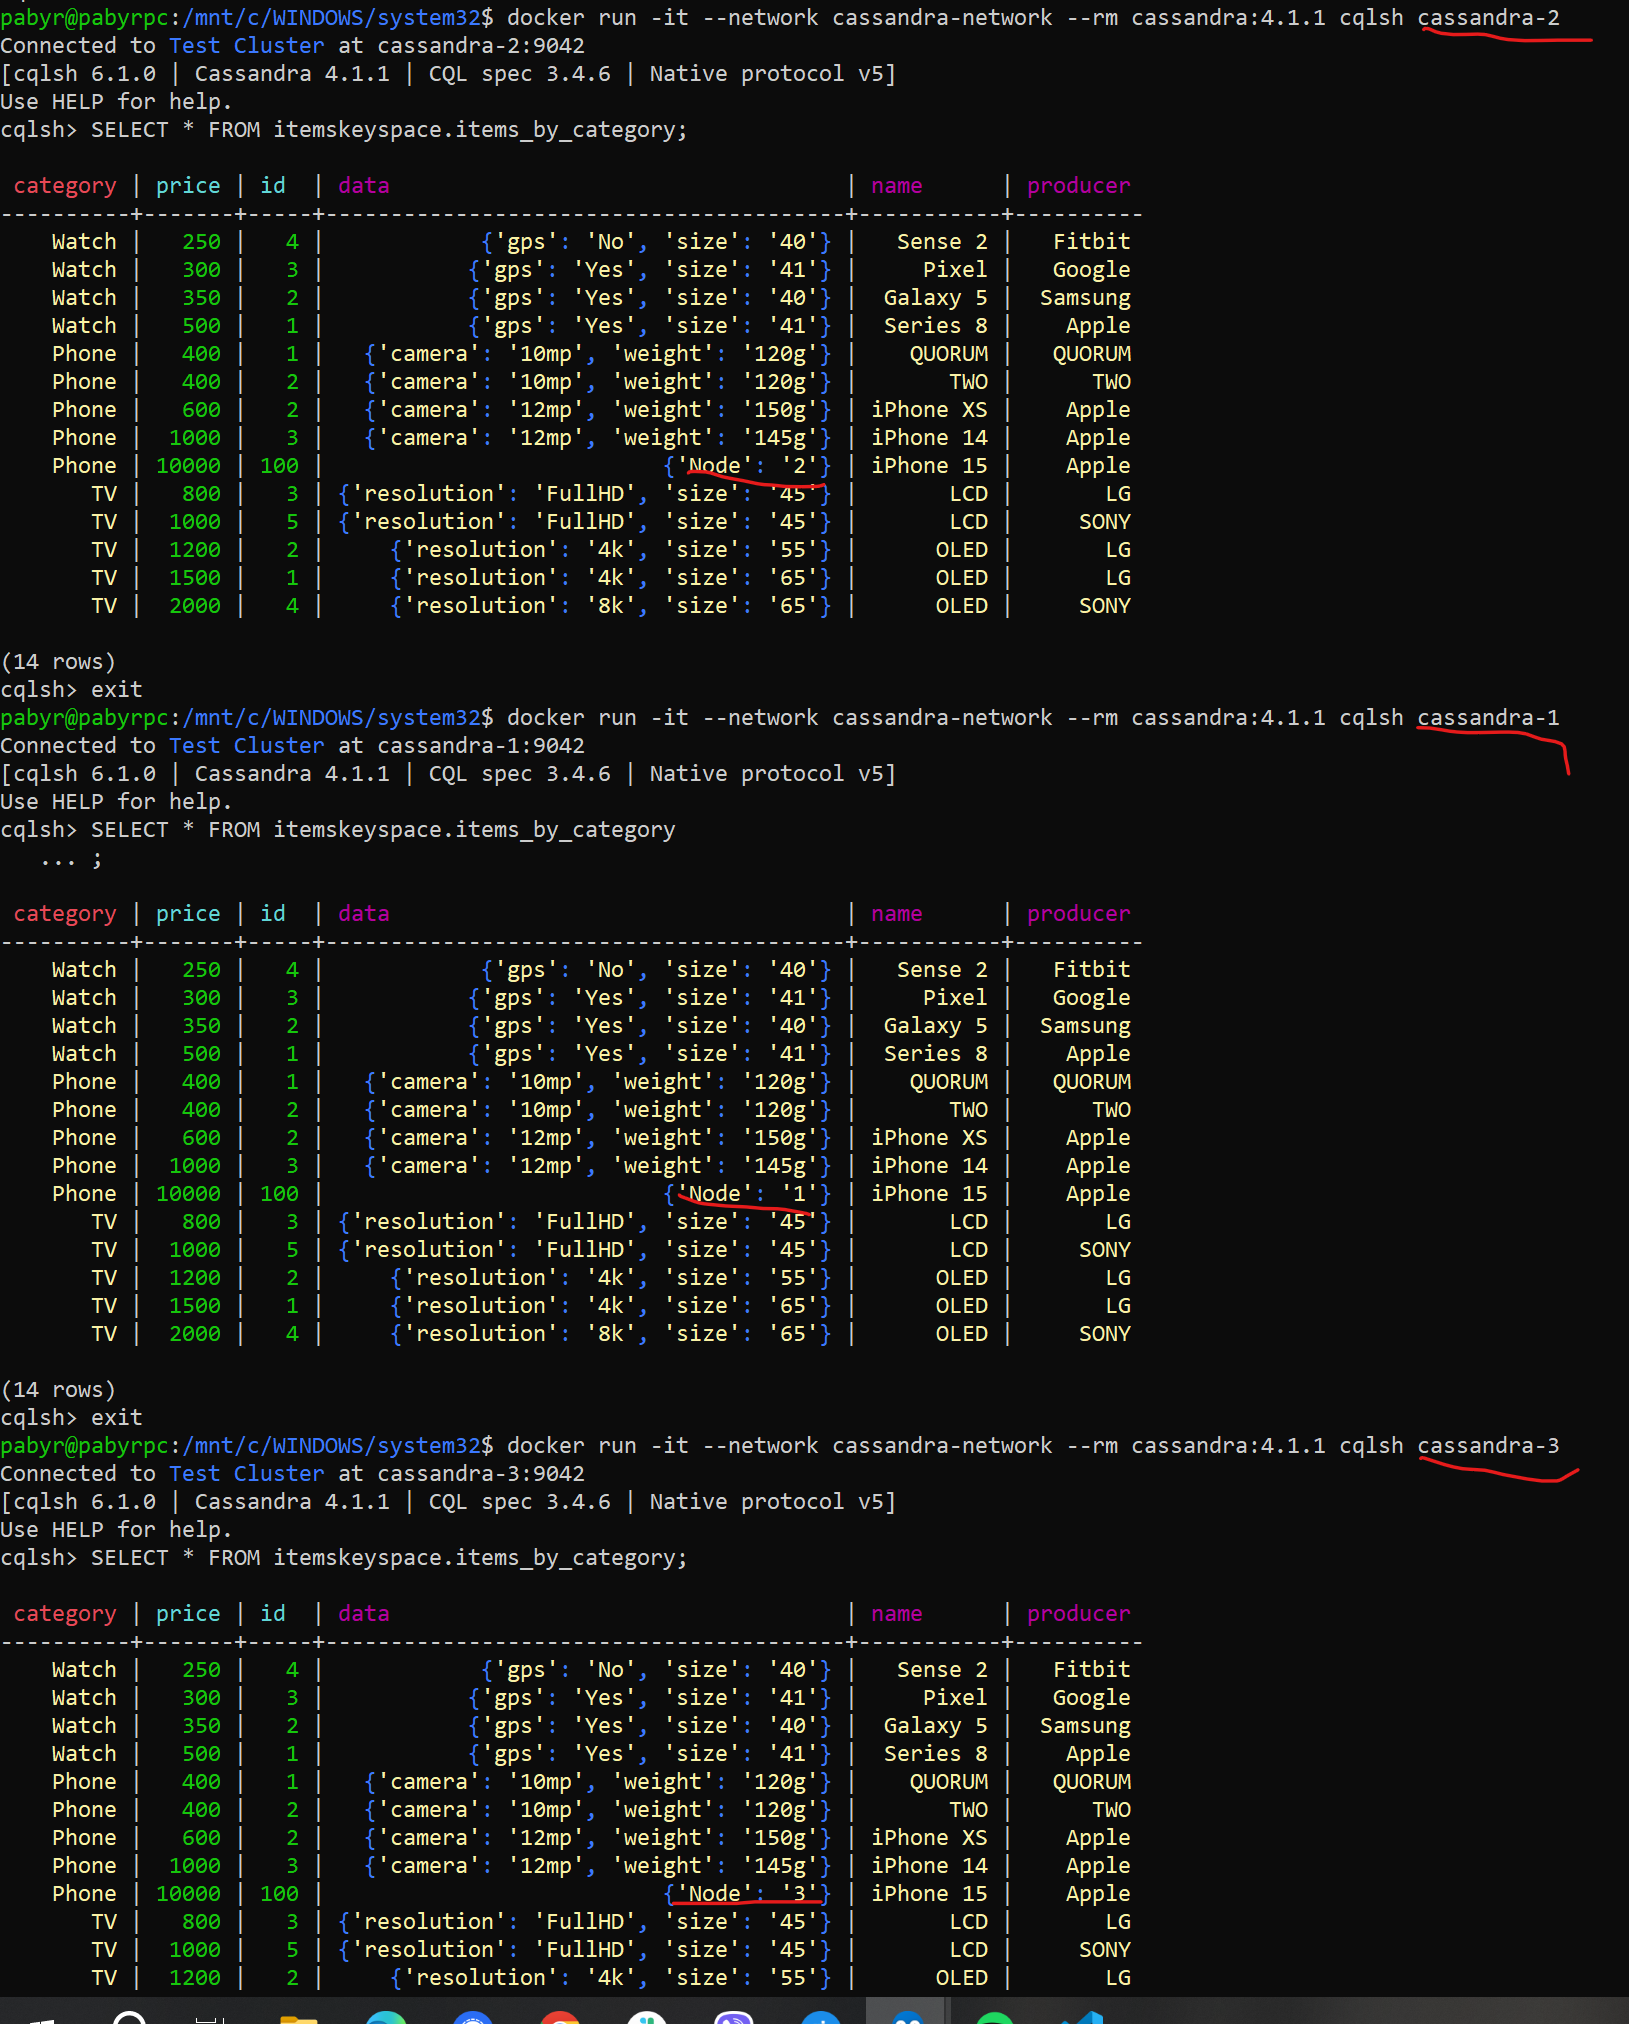 pabyr@pabyrpc:/mnt/c/WINDOWS/system32$ docker run -it --network cassandra-network --rm cassandra:4.1.1 cqlsh cassandra-2
Connected to Test Cluster at cassandra-2:9042
[cqlsh 6.1.0 | Cassandra 4.1.1 | CQL spec 3.4.6 | Native protocol v5]
Use HELP for help.
cqlsh> SELECT * FROM itemskeyspace.items_by_category;
 category | price | id  | data                                    | name      | producer
----------+-------+-----+----------------------------------------+-----------+----------
    Watch |   250 |   4 |             {'gps': 'No', 'size': '40'} |   Sense 2 |   Fitbit
    Watch |   300 |   3 |            {'gps': 'Yes', 'size': '41'} |     Pixel |   Google
    Watch |   350 |   2 |            {'gps': 'Yes', 'size': '40'} |  Galaxy 5 |  Samsung
    Watch |   500 |   1 |            {'gps': 'Yes', 'size': '41'} |  Series 8 |    Apple
    Phone |   400 |   1 |    {'camera': '10mp', 'weight': '120g'} |    QUORUM |   QUORUM
    Phone |   400 |   2 |    {'camera': '10mp', 'weight': '120g'} |       TWO |      TWO
    Phone |   600 |   2 |    {'camera': '12mp', 'weight': '150g'} | iPhone XS |    Apple
    Phone |  1000 |   3 |    {'camera': '12mp', 'weight': '145g'} | iPhone 14 |    Apple
    Phone | 10000 | 100 |                           {'Node': '2'} | iPhone 15 |    Apple
       TV |   800 |   3 |  {'resolution': 'FullHD', 'size': '45'} |       LCD |       LG
       TV |  1000 |   5 |  {'resolution': 'FullHD', 'size': '45'} |       LCD |     SONY
       TV |  1200 |   2 |      {'resolution': '4k', 'size': '55'} |      OLED |       LG
       TV |  1500 |   1 |      {'resolution': '4k', 'size': '65'} |      OLED |       LG
       TV |  2000 |   4 |      {'resolution': '8k', 'size': '65'} |      OLED |     SONY
(14 rows)
cqlsh> exit
pabyr@pabyrpc:/mnt/c/WINDOWS/system32$ docker run -it --network cassandra-network --rm cassandra:4.1.1 cqlsh cassandra-1
Connected to Test Cluster at cassandra-1:9042
[cqlsh 6.1.0 | Cassandra 4.1.1 | CQL spec 3.4.6 | Native protocol v5]
Use HELP for help.
cqlsh> SELECT * FROM itemskeyspace.items_by_category
   ... ;
 category | price | id  | data                                    | name      | producer
----------+-------+-----+----------------------------------------+-----------+----------
    Watch |   250 |   4 |             {'gps': 'No', 'size': '40'} |   Sense 2 |   Fitbit
    Watch |   300 |   3 |            {'gps': 'Yes', 'size': '41'} |     Pixel |   Google
    Watch |   350 |   2 |            {'gps': 'Yes', 'size': '40'} |  Galaxy 5 |  Samsung
    Watch |   500 |   1 |            {'gps': 'Yes', 'size': '41'} |  Series 8 |    Apple
    Phone |   400 |   1 |    {'camera': '10mp', 'weight': '120g'} |    QUORUM |   QUORUM
    Phone |   400 |   2 |    {'camera': '10mp', 'weight': '120g'} |       TWO |      TWO
    Phone |   600 |   2 |    {'camera': '12mp', 'weight': '150g'} | iPhone XS |    Apple
    Phone |  1000 |   3 |    {'camera': '12mp', 'weight': '145g'} | iPhone 14 |    Apple
    Phone | 10000 | 100 |                           {'Node': '1'} | iPhone 15 |    Apple
       TV |   800 |   3 |  {'resolution': 'FullHD', 'size': '45'} |       LCD |       LG
       TV |  1000 |   5 |  {'resolution': 'FullHD', 'size': '45'} |       LCD |     SONY
       TV |  1200 |   2 |      {'resolution': '4k', 'size': '55'} |      OLED |       LG
       TV |  1500 |   1 |      {'resolution': '4k', 'size': '65'} |      OLED |       LG
       TV |  2000 |   4 |      {'resolution': '8k', 'size': '65'} |      OLED |     SONY
(14 rows)
cqlsh> exit
pabyr@pabyrpc:/mnt/c/WINDOWS/system32$ docker run -it --network cassandra-network --rm cassandra:4.1.1 cqlsh cassandra-3
Connected to Test Cluster at cassandra-3:9042
[cqlsh 6.1.0 | Cassandra 4.1.1 | CQL spec 3.4.6 | Native protocol v5]
Use HELP for help.
cqlsh> SELECT * FROM itemskeyspace.items_by_category;
 category | price | id  | data                                    | name      | producer
----------+-------+-----+----------------------------------------+-----------+----------
    Watch |   250 |   4 |             {'gps': 'No', 'size': '40'} |   Sense 2 |   Fitbit
    Watch |   300 |   3 |            {'gps': 'Yes', 'size': '41'} |     Pixel |   Google
    Watch |   350 |   2 |            {'gps': 'Yes', 'size': '40'} |  Galaxy 5 |  Samsung
    Watch |   500 |   1 |            {'gps': 'Yes', 'size': '41'} |  Series 8 |    Apple
    Phone |   400 |   1 |    {'camera': '10mp', 'weight': '120g'} |    QUORUM |   QUORUM
    Phone |   400 |   2 |    {'camera': '10mp', 'weight': '120g'} |       TWO |      TWO
    Phone |   600 |   2 |    {'camera': '12mp', 'weight': '150g'} | iPhone XS |    Apple
    Phone |  1000 |   3 |    {'camera': '12mp', 'weight': '145g'} | iPhone 14 |    Apple
    Phone | 10000 | 100 |                           {'Node': '3'} | iPhone 15 |    Apple
       TV |   800 |   3 |  {'resolution': 'FullHD', 'size': '45'} |       LCD |       LG
       TV |  1000 |   5 |  {'resolution': 'FullHD', 'size': '45'} |       LCD |     SONY
       TV |  1200 |   2 |      {'resolution': '4k', 'size': '55'} |      OLED |       LG